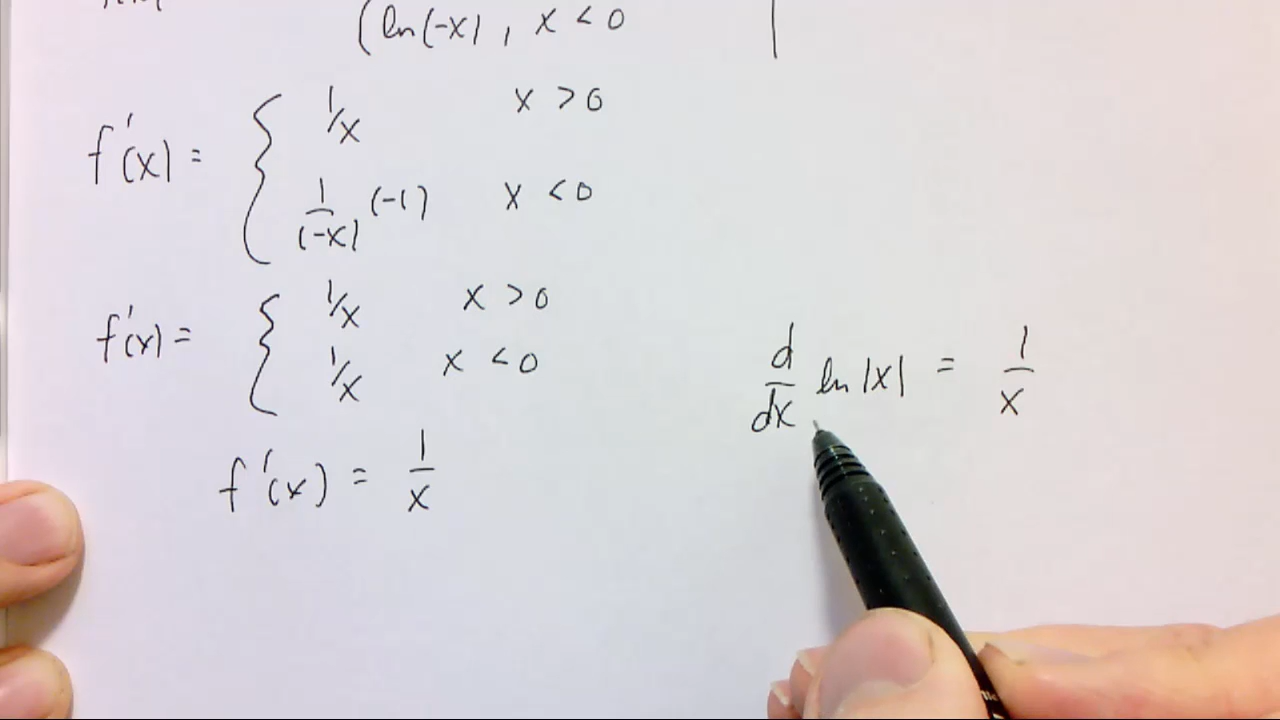 ln(-x), x < 0
f'(x) = { 1/x x > 0
1/(-x) (-1) x < 0
f'(x) = { 1/x x > 0
1/x x < 0
f'(x) = 1/x
d/dx ln|x| = 1/x